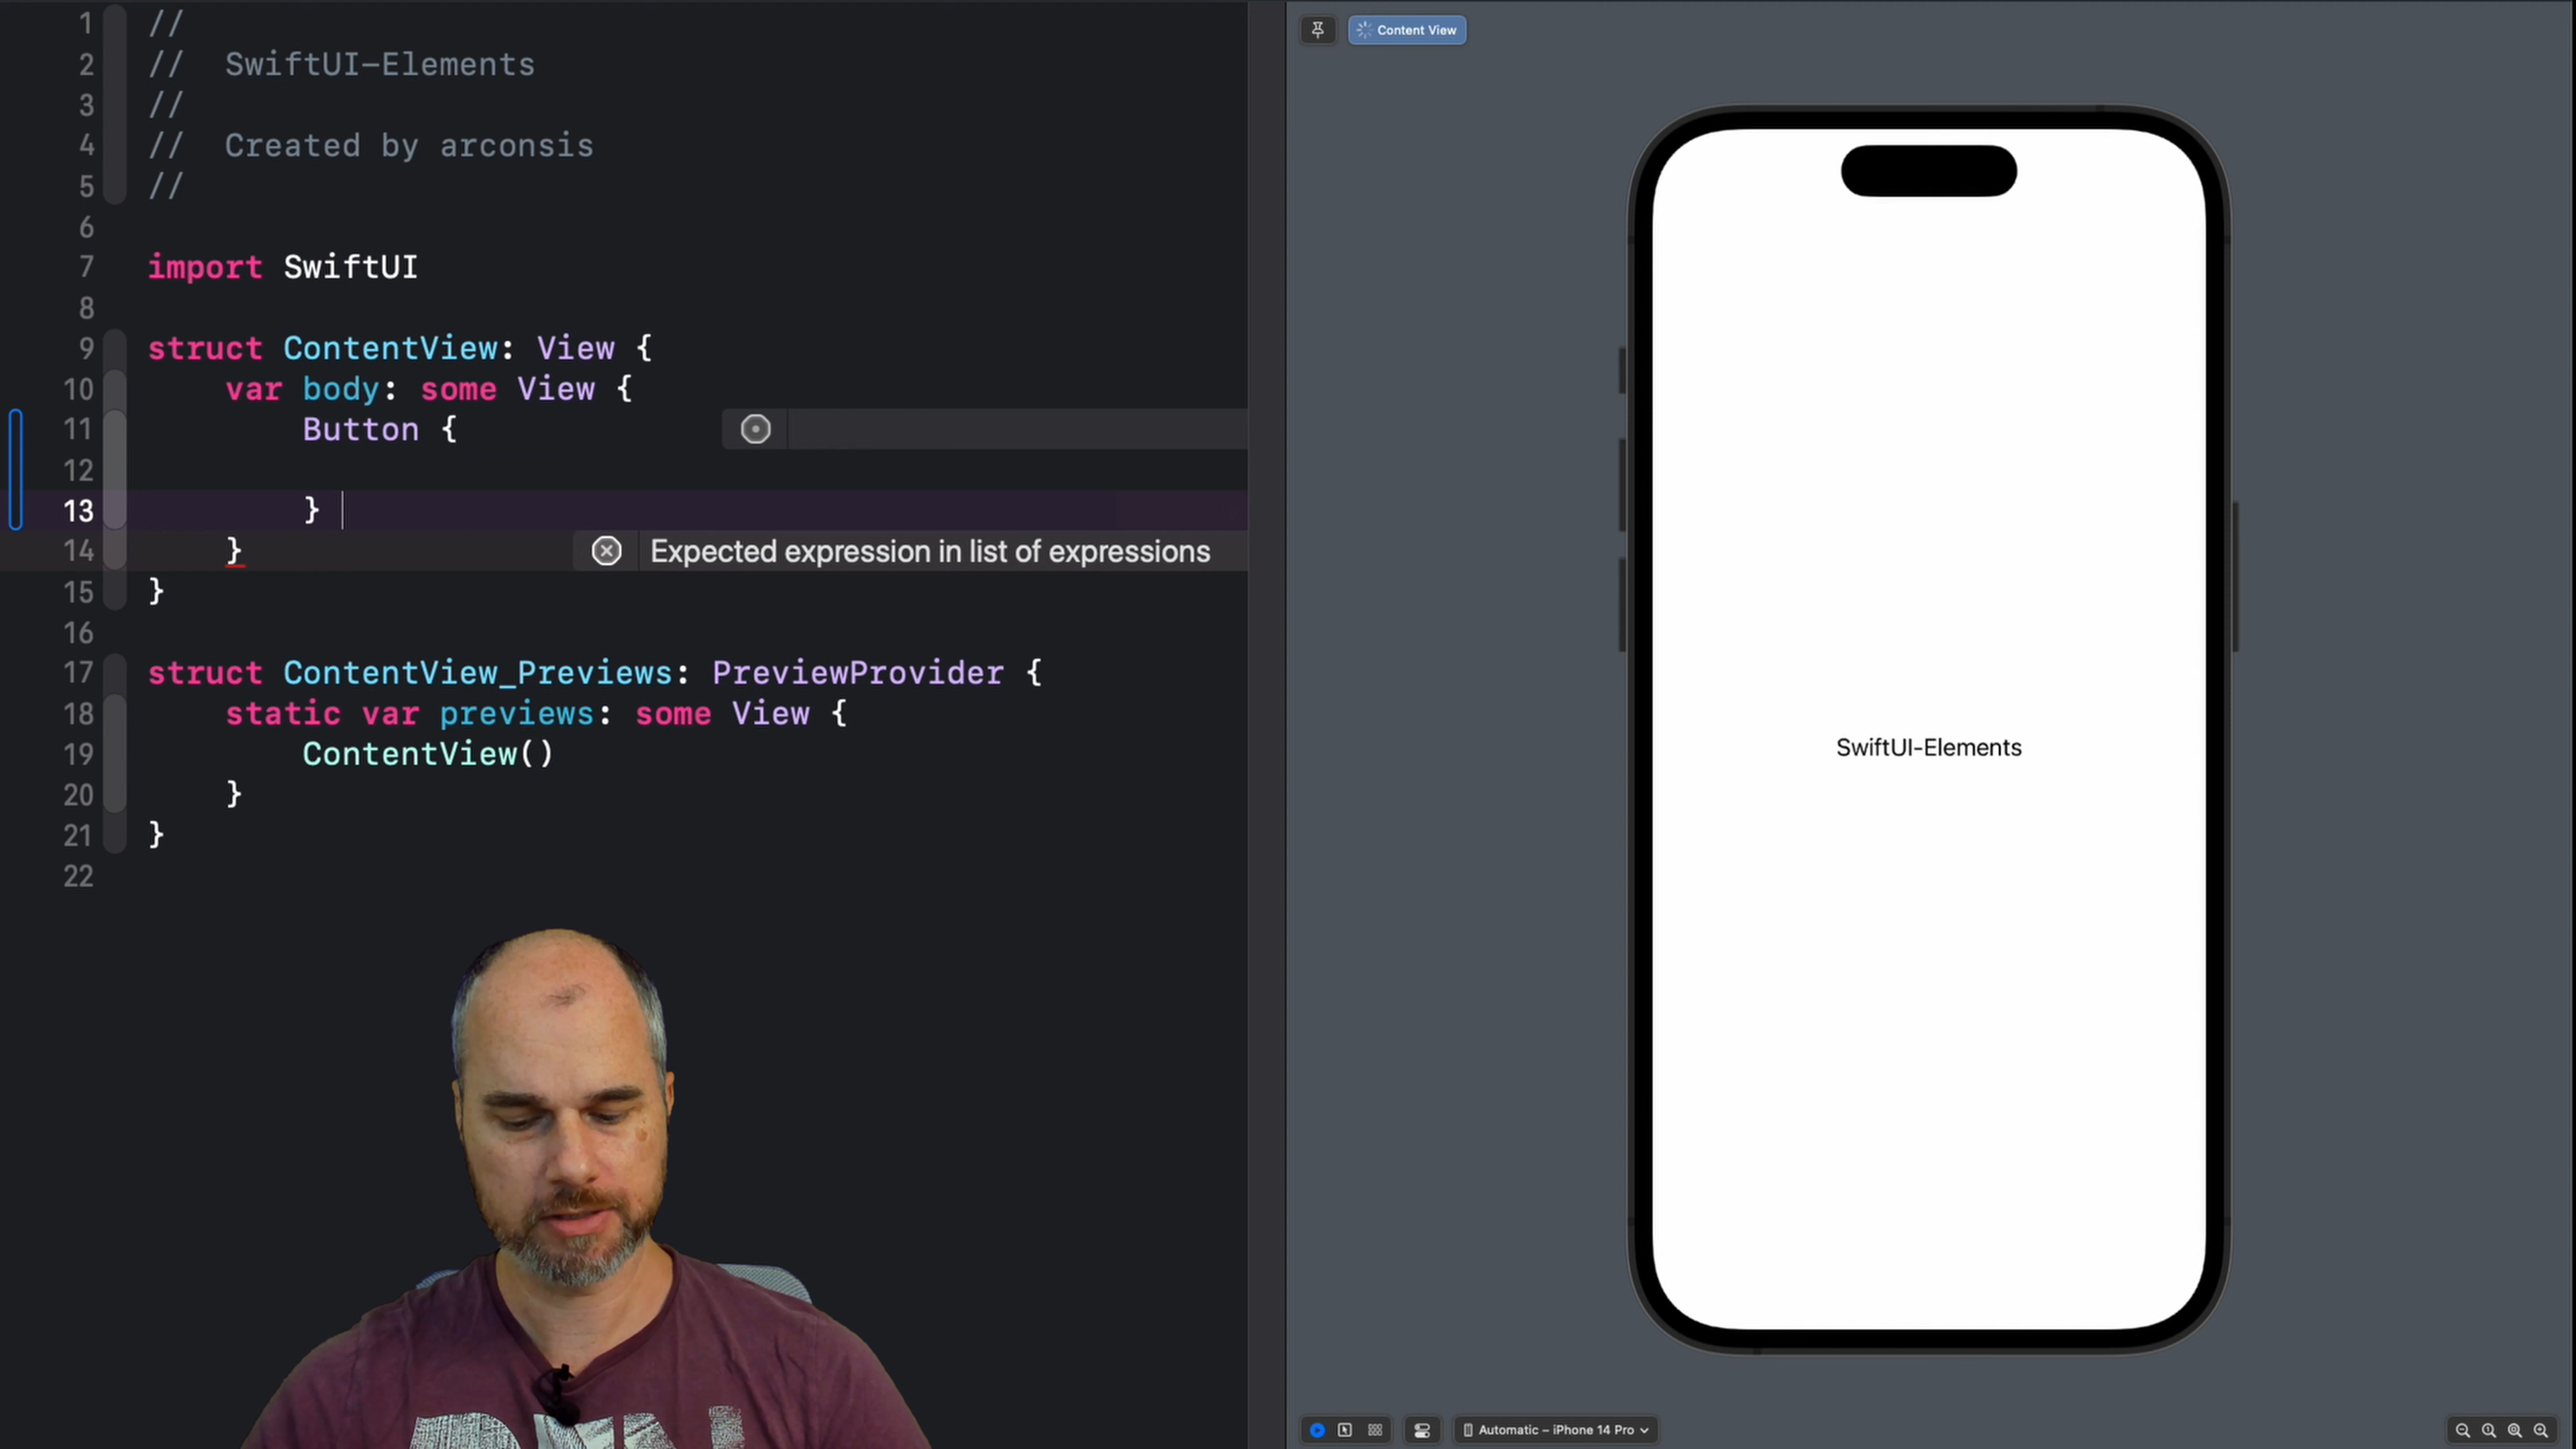 1 //
2 // SwiftUI-Elements
3 //
4 // Created by arconsis
5 //
6
7 import SwiftUI
8
9 struct ContentView: View {
10 var body: some View {
11 Button {
12
13 }
14 }
Expected expression in list of expressions
15 }
16
17 struct ContentView_Previews: PreviewProvider {
18 static var previews: some View {
19 ContentView()
20 }
21 }
22
Content View
SwiftUI-Elements
Automatic – iPhone 14 Pro